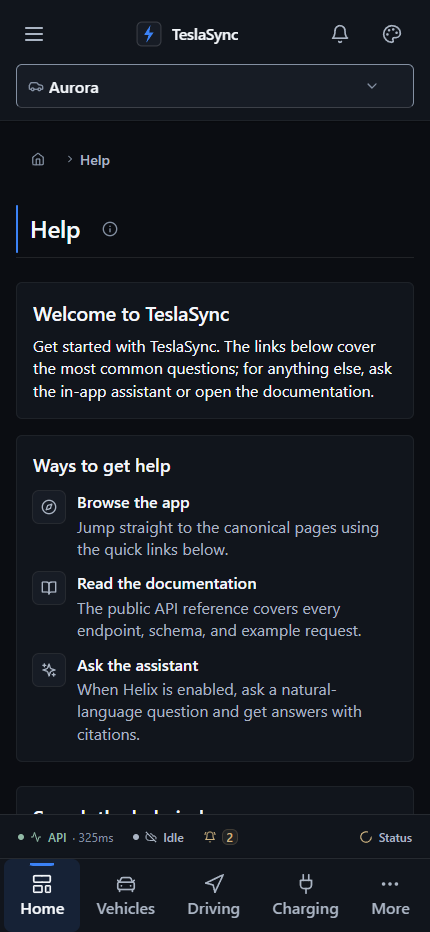 TeslaSync
Aurora
Help
Help
Welcome to TeslaSync
Get started with TeslaSync. The links below cover
the most common questions; for anything else, ask
the in-app assistant or open the documentation.
Ways to get help
Browse the app
Jump straight to the canonical pages using
the quick links below.
Read the documentation
The public API reference covers every
endpoint, schema, and example request.
Ask the assistant
When Helix is enabled, ask a natural-
language question and get answers with
citations.
API · 325ms Idle 2 Status
Home Vehicles Driving Charging More